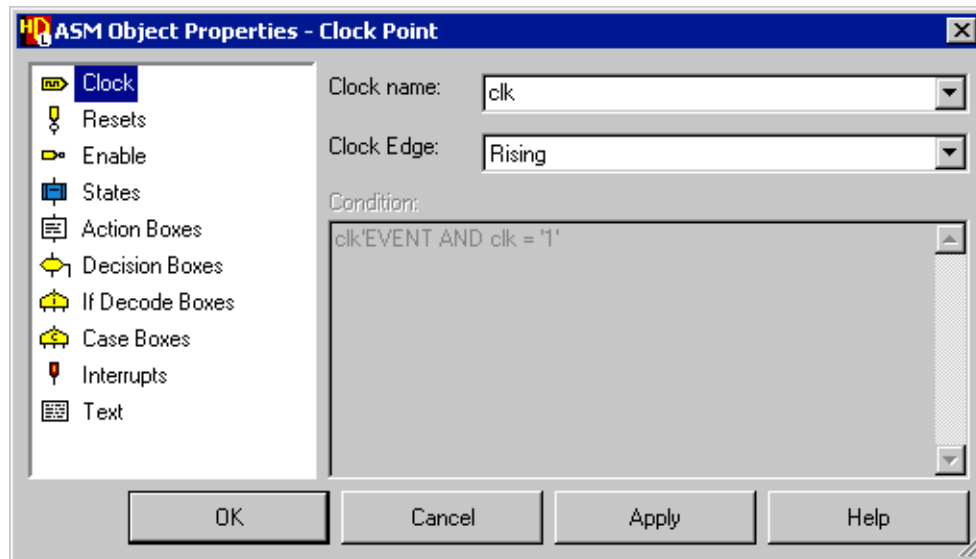 HDL ASM Object Properties - Clock Point
Clock
Resets
Enable
States
Action Boxes
Decision Boxes
If Decode Boxes
Case Boxes
Interrupts
Text
Clock name: clk
Clock Edge: Rising
Condition:
clk'EVENT AND clk = '1'
OK Cancel Apply Help